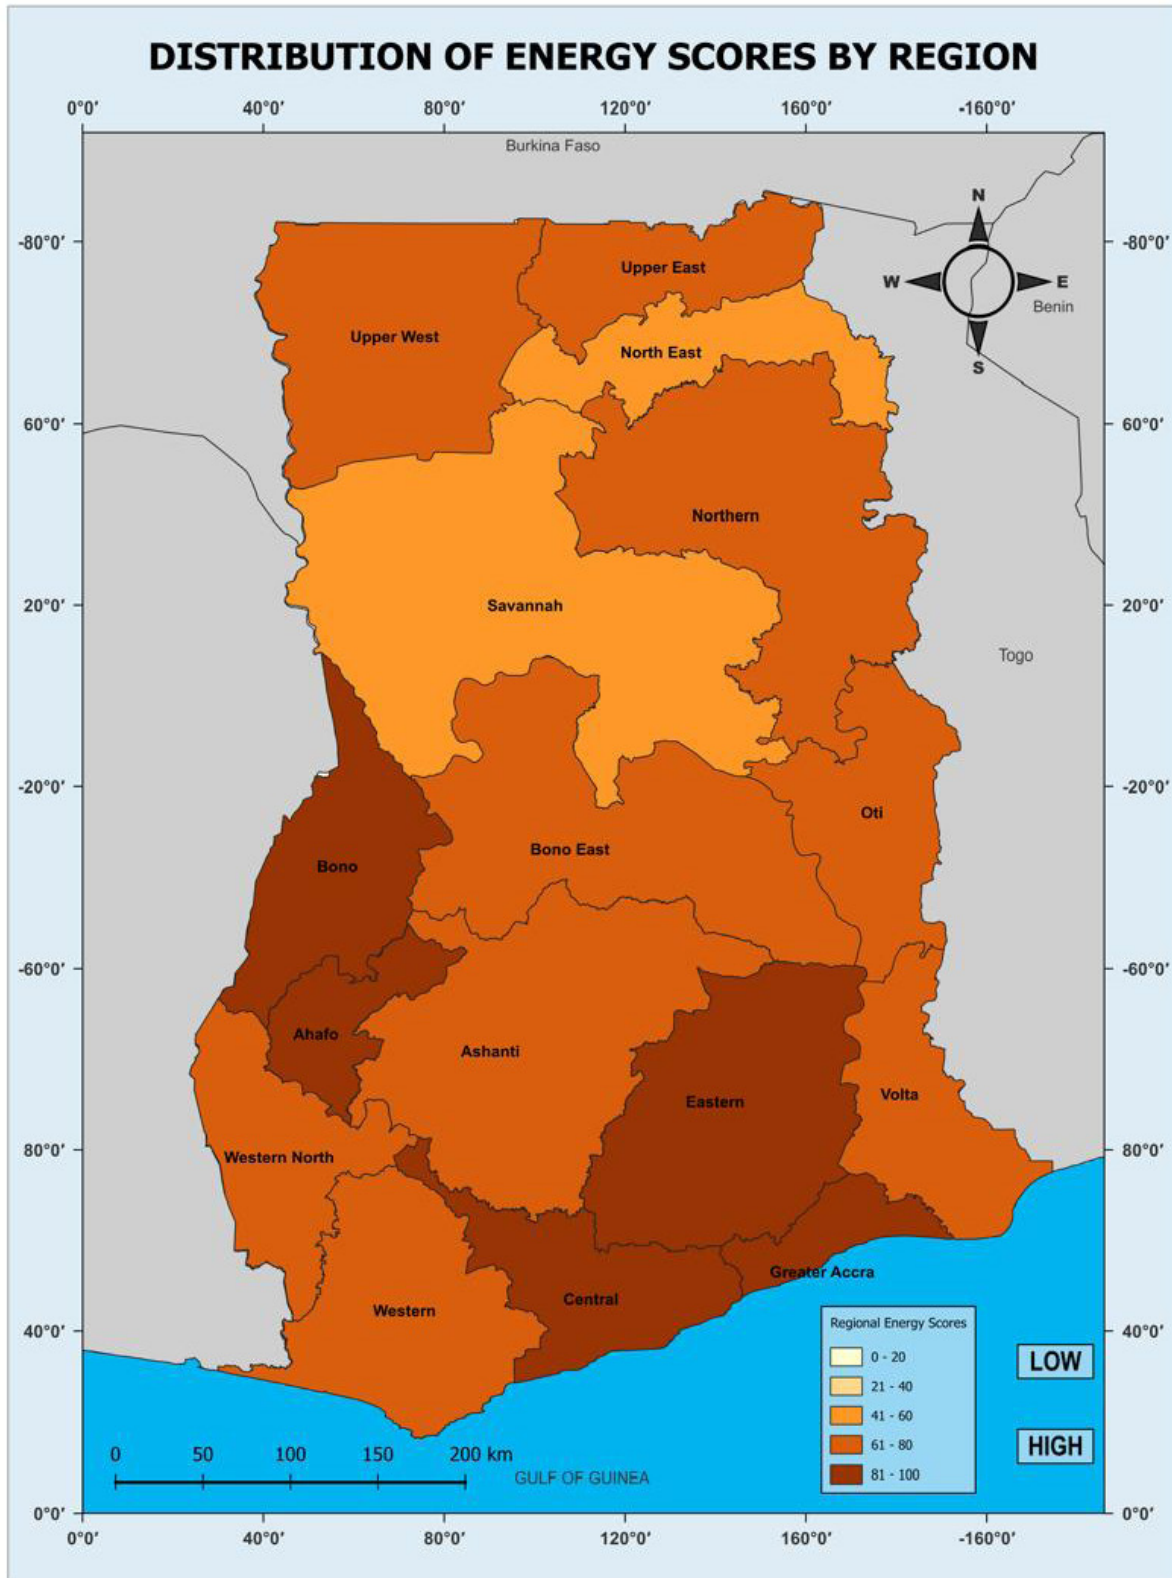 DISTRIBUTION OF ENERGY SCORES BY REGION
0°0′ 40°0′ 80°0′ 120°0′ 160°0′ -160°0′
Burkina Faso
N
-80°0′ -80°0′
Upper East
W E
Benin
Upper West
North East
S
60°0′ 60°0′
Northern
Savannah
20°0′ 20°0′
Togo
-20°0′ -20°0′
Oti
Bono East
Bono
-60°0′ -60°0′
Ahafo
Ashanti
Volta
Eastern
80°0′ 80°0′
Western North
Greater Accra
Central
Western
Regional Energy Scores
40°0′ 40°0′
0 - 20
LOW
21 - 40
41 - 60
61 - 80
HIGH
81 - 100
0 50 100 150 200 km
GULF OF GUINEA
0°0′ 0°0′
0°0′ 40°0′ 80°0′ 120°0′ 160°0′ -160°0′